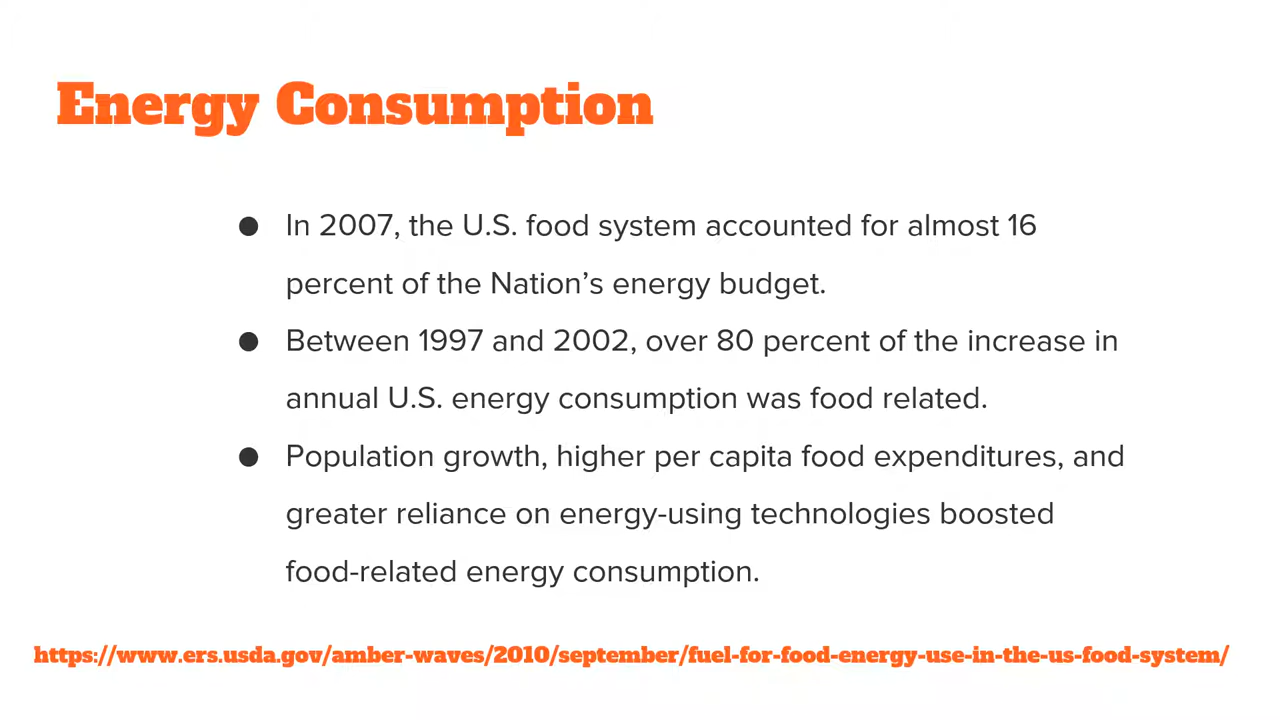 Energy Consumption
● In 2007, the U.S. food system accounted for almost 16
percent of the Nation’s energy budget.
● Between 1997 and 2002, over 80 percent of the increase in
annual U.S. energy consumption was food related.
● Population growth, higher per capita food expenditures, and
greater reliance on energy-using technologies boosted
food-related energy consumption.
https://www.ers.usda.gov/amber-waves/2010/september/fuel-for-food-energy-use-in-the-us-food-system/